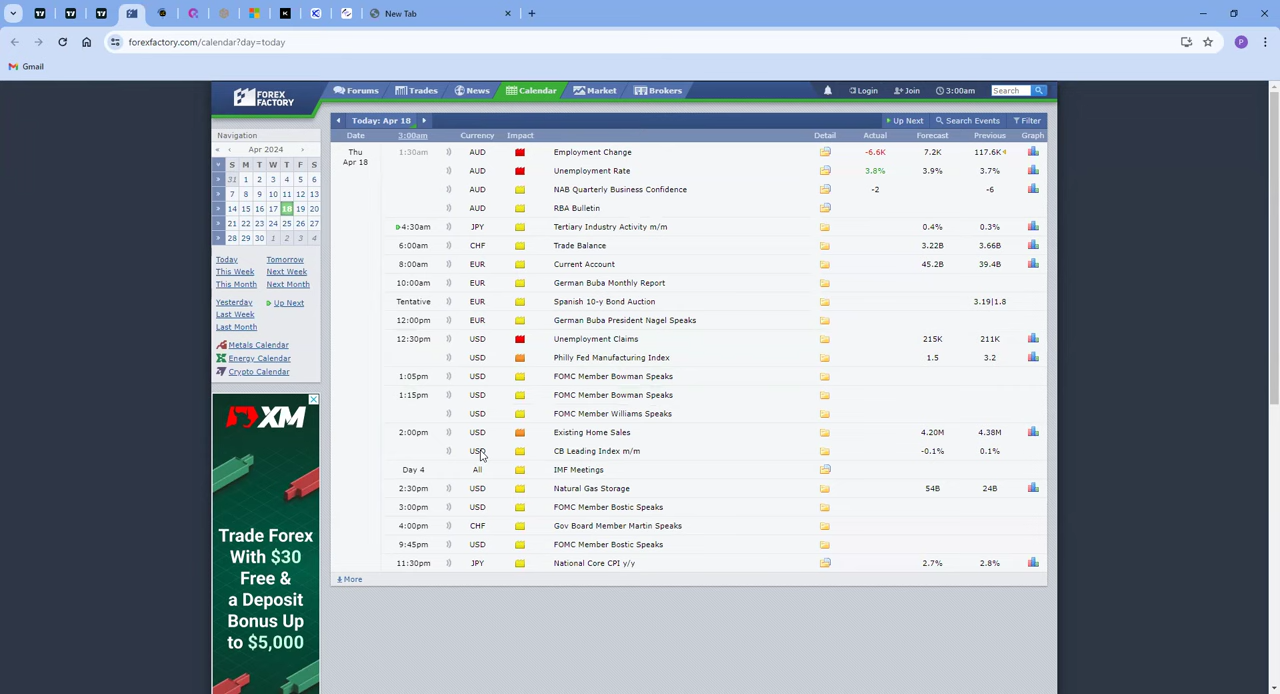 New Tab
forexfactory.com/calendar?day=today
Gmail
FOREX FACTORY
Forums Trades News Calendar Market Brokers Login Join 3:00am Search
Navigation
Apr 2024
S M T W T F S
31 1 2 3 4 5 6
7 8 9 10 11 12 13
14 15 16 17 18 19 20
21 22 23 24 25 26 27
28 29 30 1 2 3 4
Today Tomorrow
This Week Next Week
This Month Next Month
Yesterday Up Next
Last Week
Last Month
Metals Calendar
Energy Calendar
Crypto Calendar
XM
Trade Forex
With $30
Free &
a Deposit
Bonus Up
to $5,000
Today: Apr 18 Up Next Search Events Filter
Date 3:00am Currency Impact Detail Actual Forecast Previous Graph
Thu
Apr 18
1:30am AUD Employment Change -6.6K 7.2K 117.6K
AUD Unemployment Rate 3.8% 3.9% 3.7%
AUD NAB Quarterly Business Confidence -2 -6
AUD RBA Bulletin
4:30am JPY Tertiary Industry Activity m/m 0.4% 0.3%
6:00am CHF Trade Balance 3.22B 3.66B
8:00am EUR Current Account 45.2B 39.4B
10:00am EUR German Buba Monthly Report
Tentative EUR Spanish 10-y Bond Auction 3.19|1.8
12:00pm EUR German Buba President Nagel Speaks
12:30pm USD Unemployment Claims 215K 211K
USD Philly Fed Manufacturing Index 1.5 3.2
1:05pm USD FOMC Member Bowman Speaks
1:15pm USD FOMC Member Bowman Speaks
USD FOMC Member Williams Speaks
2:00pm USD Existing Home Sales 4.20M 4.38M
USD CB Leading Index m/m -0.1% 0.1%
Day 4 All IMF Meetings
2:30pm USD Natural Gas Storage 54B 24B
3:00pm USD FOMC Member Bostic Speaks
4:00pm CHF Gov Board Member Martin Speaks
9:45pm USD FOMC Member Bostic Speaks
11:30pm JPY National Core CPI y/y 2.7% 2.8%
More